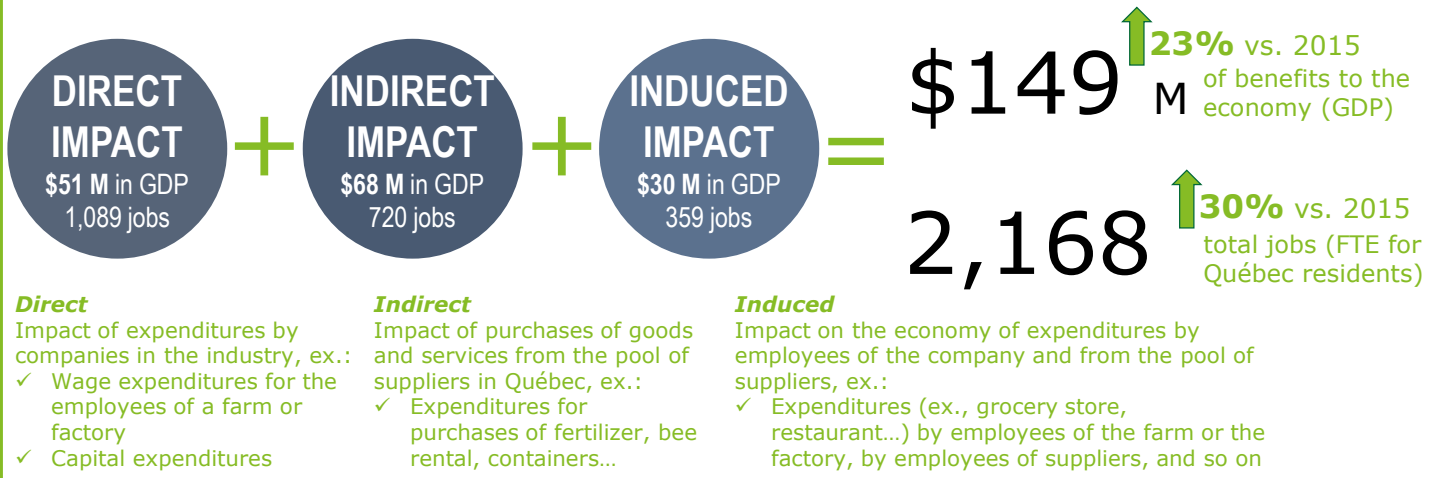 DIRECT
IMPACT
$51 M in GDP
1,089 jobs
+
INDIRECT
IMPACT
$68 M in GDP
720 jobs
+
INDUCED
IMPACT
$30 M in GDP
359 jobs
=
$149 M
23% vs. 2015
of benefits to the
economy (GDP)
2,168
30% vs. 2015
total jobs (FTE for
Québec residents)
Direct
Impact of expenditures by
companies in the industry, ex.:
✓ Wage expenditures for the
employees of a farm or
factory
✓ Capital expenditures
Indirect
Impact of purchases of goods
and services from the pool of
suppliers in Québec, ex.:
✓ Expenditures for
purchases of fertilizer, bee
rental, containers…
Induced
Impact on the economy of expenditures by
employees of the company and from the pool of
suppliers, ex.:
✓ Expenditures (ex., grocery store,
restaurant…) by employees of the farm or the
factory, by employees of suppliers, and so on